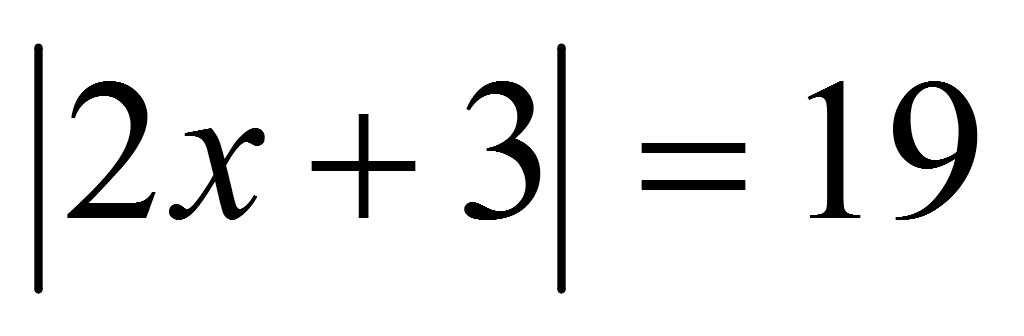 |2x + 3| = 19